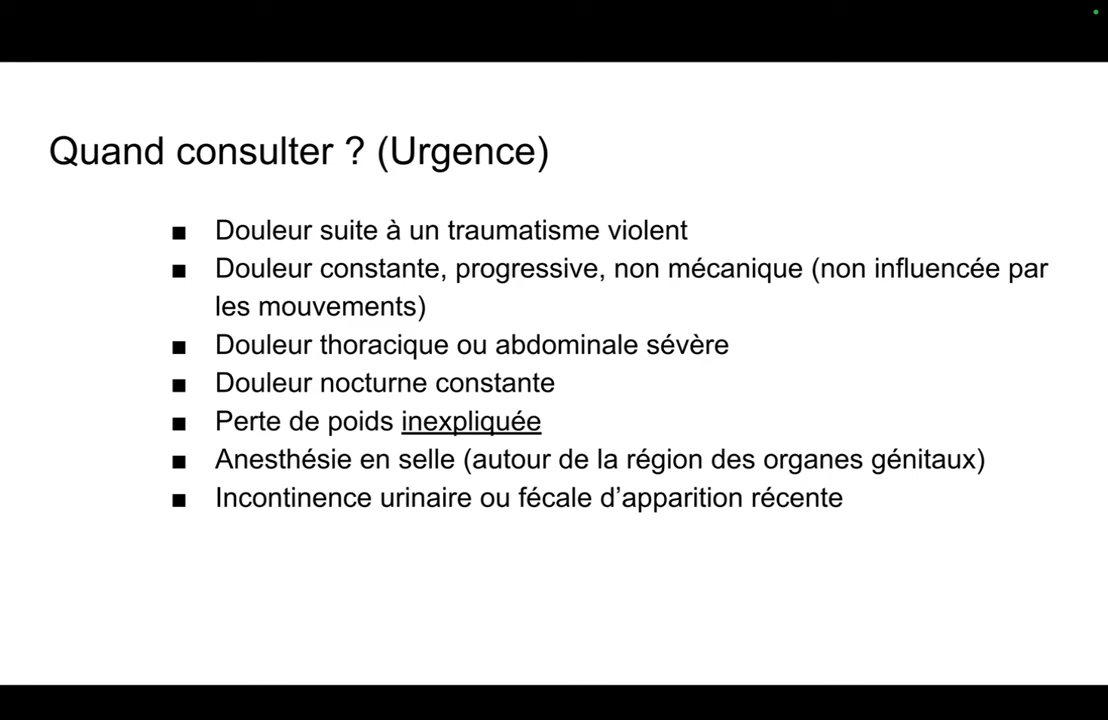 Quand consulter ? (Urgence)
■ Douleur suite à un traumatisme violent
■ Douleur constante, progressive, non mécanique (non influencée par
les mouvements)
■ Douleur thoracique ou abdominale sévère
■ Douleur nocturne constante
■ Perte de poids inexpliquée
■ Anesthésie en selle (autour de la région des organes génitaux)
■ Incontinence urinaire ou fécale d’apparition récente